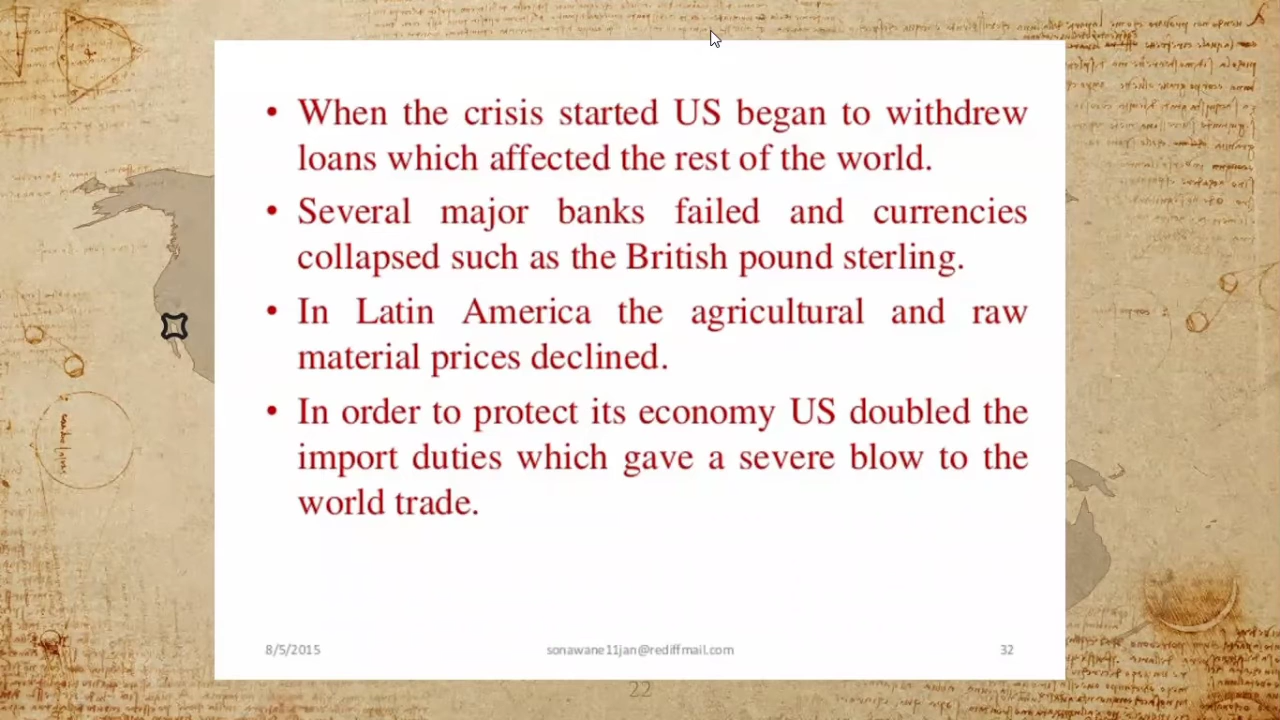 • When the crisis started US began to withdrew
loans which affected the rest of the world.
• Several major banks failed and currencies
collapsed such as the British pound sterling.
• In Latin America the agricultural and raw
material prices declined.
• In order to protect its economy US doubled the
import duties which gave a severe blow to the
world trade.
8/5/2015 sonawane11jan@rediffmail.com 32
22